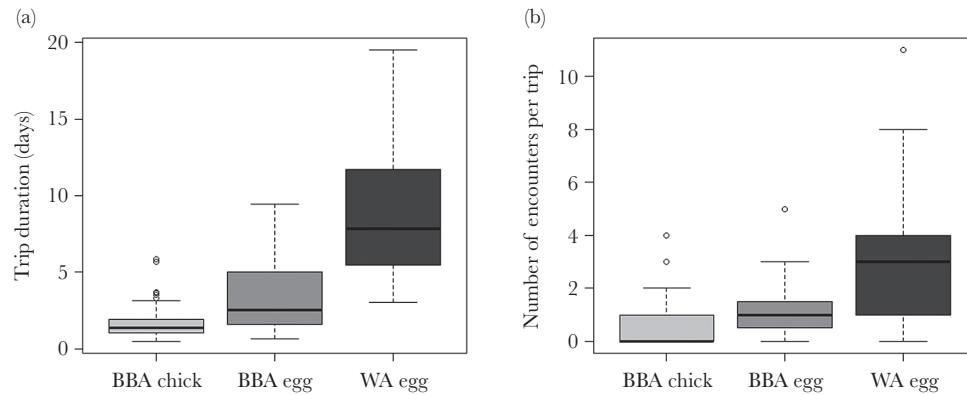 (a)
Trip duration (days)
20
15
10
5
0
BBA chick BBA egg WA egg
(b)
Number of encounters per trip
10
8
6
4
2
0
BBA chick BBA egg WA egg